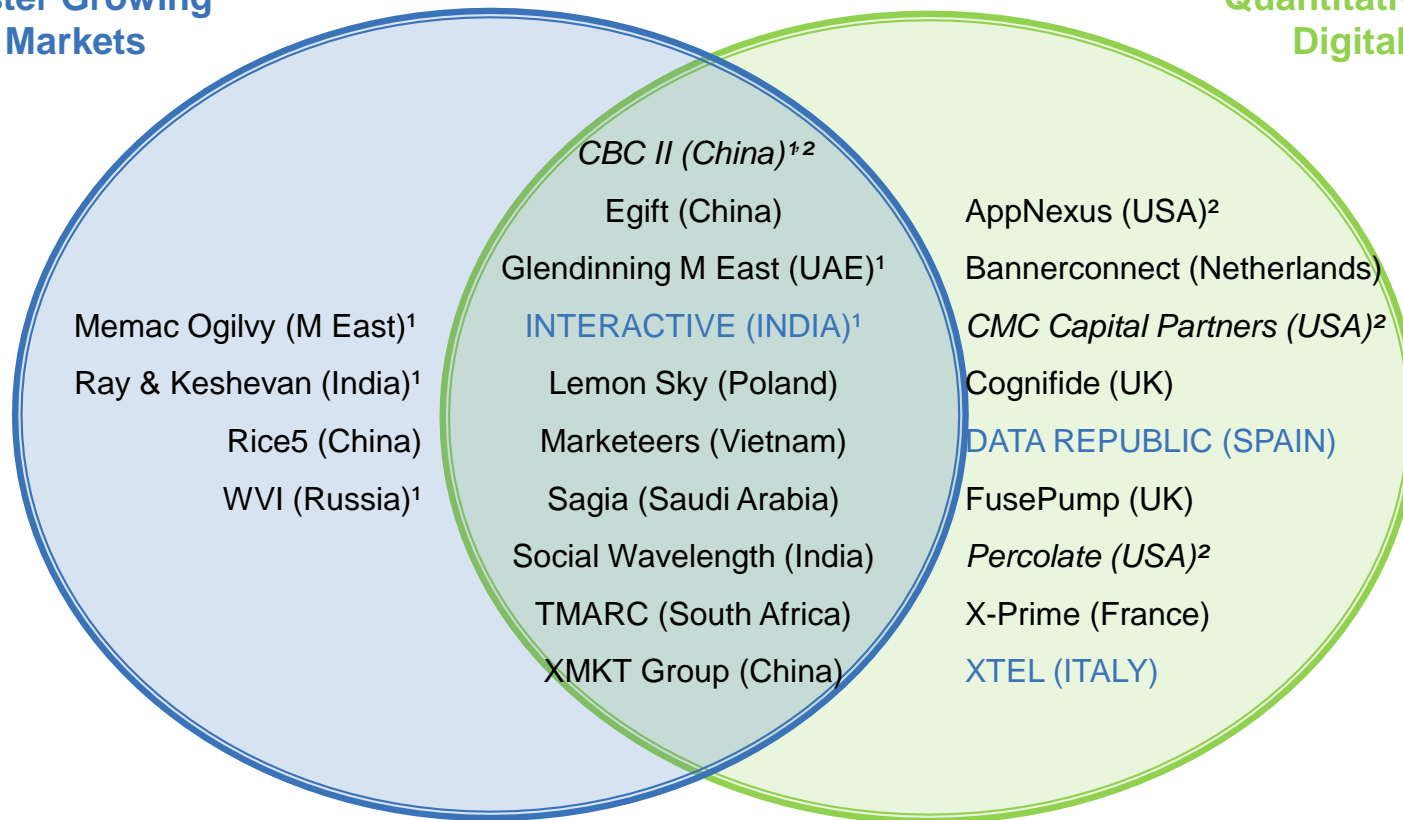 ster Growing
Markets
Quantitativ
Digital
CBC II (China)¹,²
Egift (China)
Glendinning M East (UAE)¹
INTERACTIVE (INDIA)¹
Lemon Sky (Poland)
Marketeers (Vietnam)
Sagia (Saudi Arabia)
Social Wavelength (India)
TMARC (South Africa)
XMKT Group (China)
Memac Ogilvy (M East)¹
Ray & Keshevan (India)¹
Rice5 (China)
WVI (Russia)¹
AppNexus (USA)²
Bannerconnect (Netherlands)
CMC Capital Partners (USA)²
Cognifide (UK)
DATA REPUBLIC (SPAIN)
FusePump (UK)
Percolate (USA)²
X-Prime (France)
XTEL (ITALY)